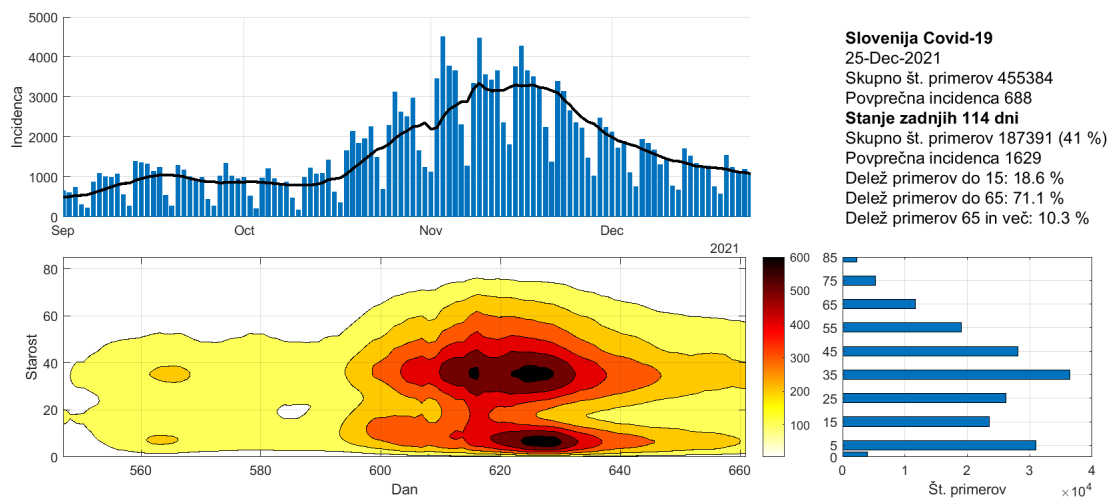 5000
4000
3000
2000
1000
0
Incidenca
Sep Oct Nov Dec
2021
Slovenija Covid-19
25-Dec-2021
Skupno št. primerov 455384
Povprečna incidenca 688
Stanje zadnjih 114 dni
Skupno št. primerov 187391 (41 %)
Povprečna incidenca 1629
Delež primerov do 15: 18.6 %
Delež primerov do 65: 71.1 %
Delež primerov 65 in več: 10.3 %
80
60
40
20
0
Starost
560 580 600 620 640 660
Dan
600
500
400
300
200
100
85
75
65
55
45
35
25
15
5
0
0 1 2 3 4
Št. primerov
×10⁴